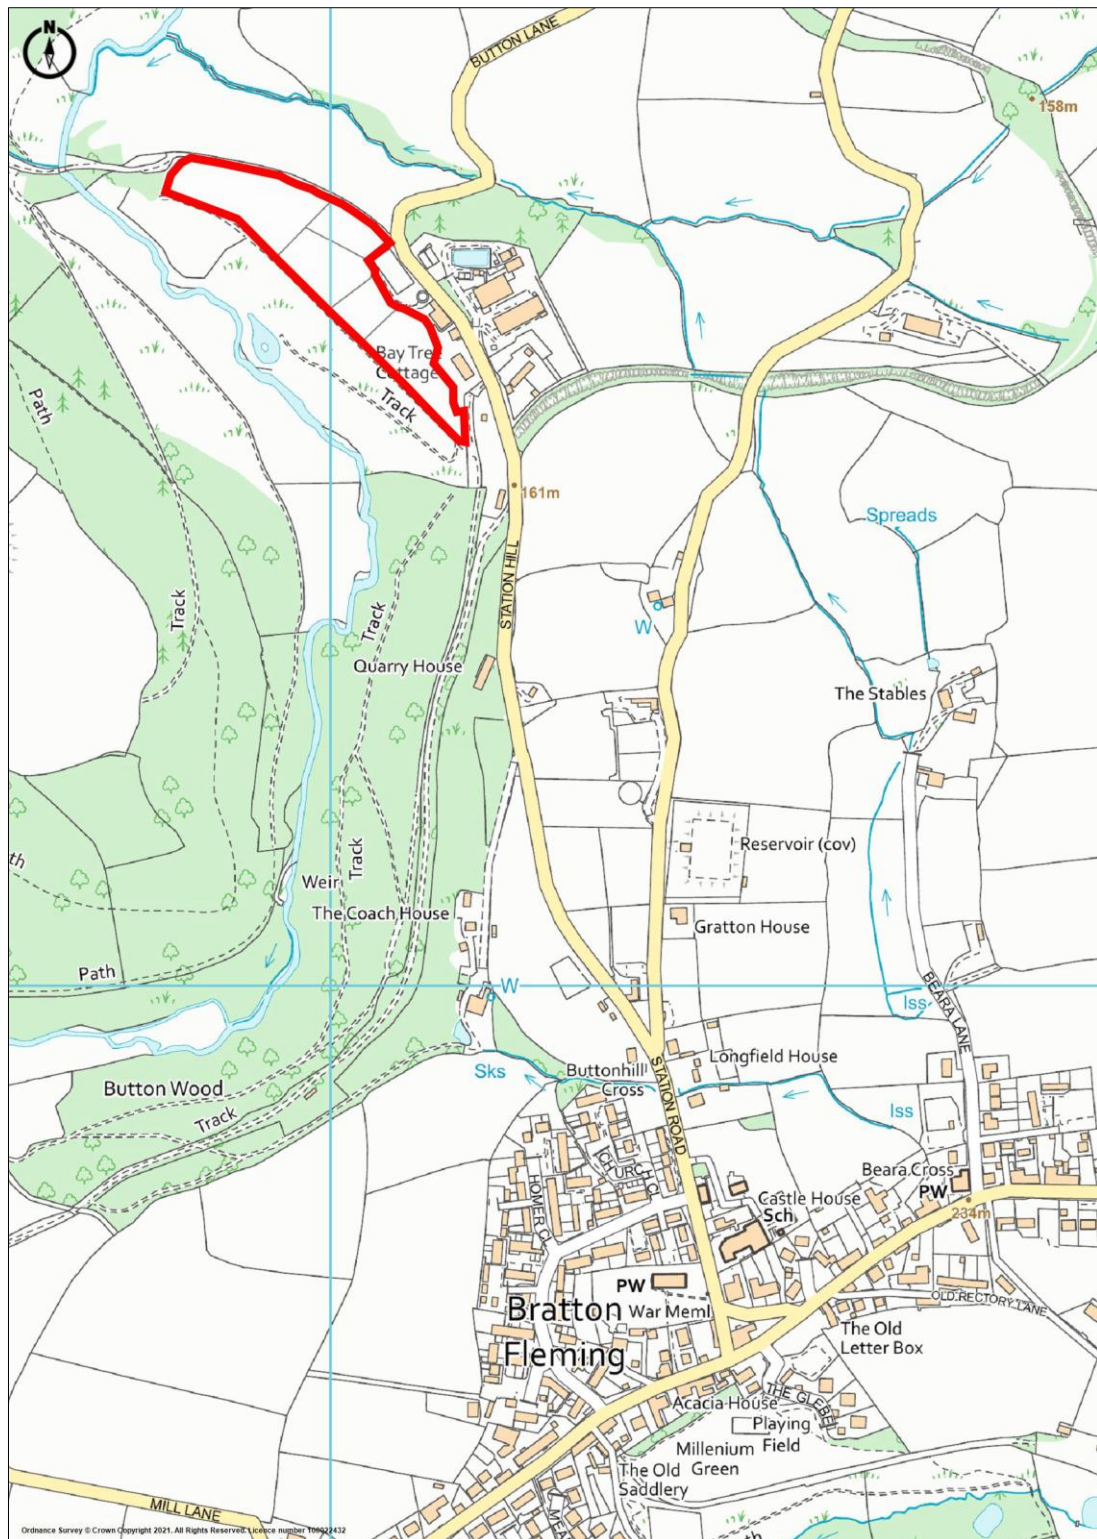 N
BUTTON LANE
158m
Bay Tree
Cottage
Track
Path
161m
Spreads
STATION HILL
Track
Track
W
Quarry House
The Stables
Reservoir (cov)
Track
Weir
The Coach House
Gratton House
Path
W
BEARA LANE
Iss
Longfield House
Sks
Buttonhill
Cross
STATION ROAD
Button Wood
Iss
Track
Beara Cross
PW
CHURCH CL
HOMER CL
Castle House
Sch
234m
PW
Bratton
Fleming
War Meml
OLD RECTORY LANE
The Old
Letter Box
THE GLEBE
Acacia House
Playing
Field
Millenium
Green
The Old
Saddlery
MILL LANE
Ordnance Survey © Crown Copyright 2021. All Rights Reserved. Licence number 100022432